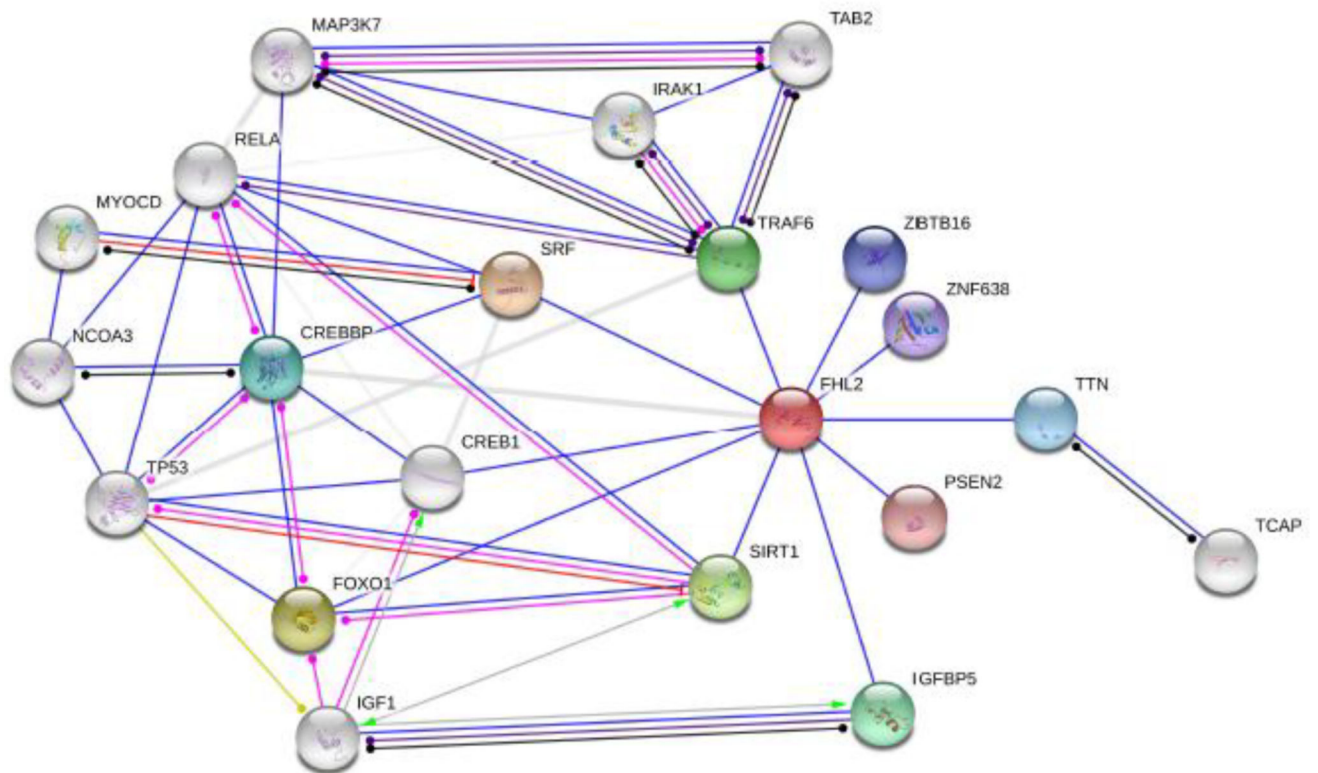 MAP3K7
TAB2
IRAK1
RELA
MYOCD
TRAF6
ZBTB16
SRF
ZNF638
NCOA3
CREBBP
FHL2
TTN
CREB1
TP53
PSEN2
TCAP
SIRT1
FOXO1
IGFBP5
IGF1